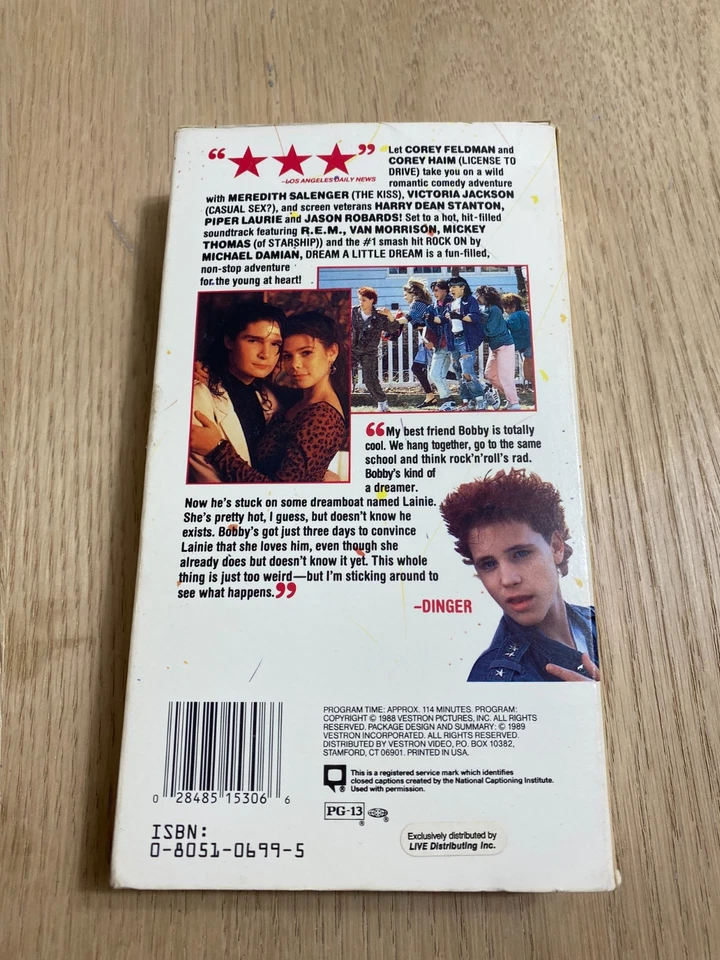 “★★★” Let COREY FELDMAN and
–LOS ANGELES DAILY NEWS COREY HAIM (LICENSE TO
DRIVE) take you on a wild
romantic comedy adventure
with MEREDITH SALENGER (THE KISS), VICTORIA JACKSON
(CASUAL SEX?), and screen veterans HARRY DEAN STANTON,
PIPER LAURIE and JASON ROBARDS! Set to a hot, hit-filled
soundtrack featuring R.E.M., VAN MORRISON, MICKEY
THOMAS (of STARSHIP)) and the #1 smash hit ROCK ON by
MICHAEL DAMIAN, DREAM A LITTLE DREAM is a fun-filled,
non-stop adventure
for the young at heart!
“My best friend Bobby is totally
cool. We hang together, go to the same
school and think rock'n'roll's rad.
Bobby's kind of
a dreamer.
Now he's stuck on some dreamboat named Lainie.
She's pretty hot, I guess, but doesn't know he
exists. Bobby's got just three days to convince
Lainie that she loves him, even though she
already does but doesn't know it yet. This whole
thing is just too weird—but I'm sticking around to
see what happens.”
–DINGER
PROGRAM TIME: APPROX. 114 MINUTES. PROGRAM:
COPYRIGHT © 1988 VESTRON PICTURES, INC. ALL RIGHTS
RESERVED. PACKAGE DESIGN AND SUMMARY: © 1989
VESTRON INCORPORATED. ALL RIGHTS RESERVED.
DISTRIBUTED BY VESTRON VIDEO, P.O. BOX 10382,
STAMFORD, CT 06901. PRINTED IN USA.
This is a registered service mark which identifies
closed captions created by the National Captioning Institute.
® Used with permission.
PG-13 ® ®
0 28485 15306 6
ISBN:
0-8051-0699-5
Exclusively distributed by
LIVE Distributing Inc.